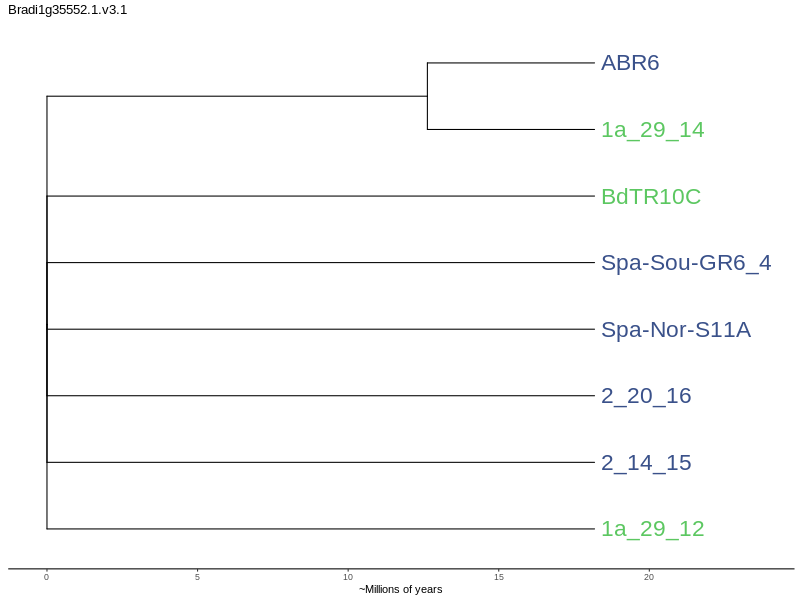 Bradi1g35552.1.v3.1
ABR6
1a_29_14
BdTR10C
Spa-Sou-GR6_4
Spa-Nor-S11A
2_20_16
2_14_15
1a_29_12
0 5 10 15 20
~Millions of years